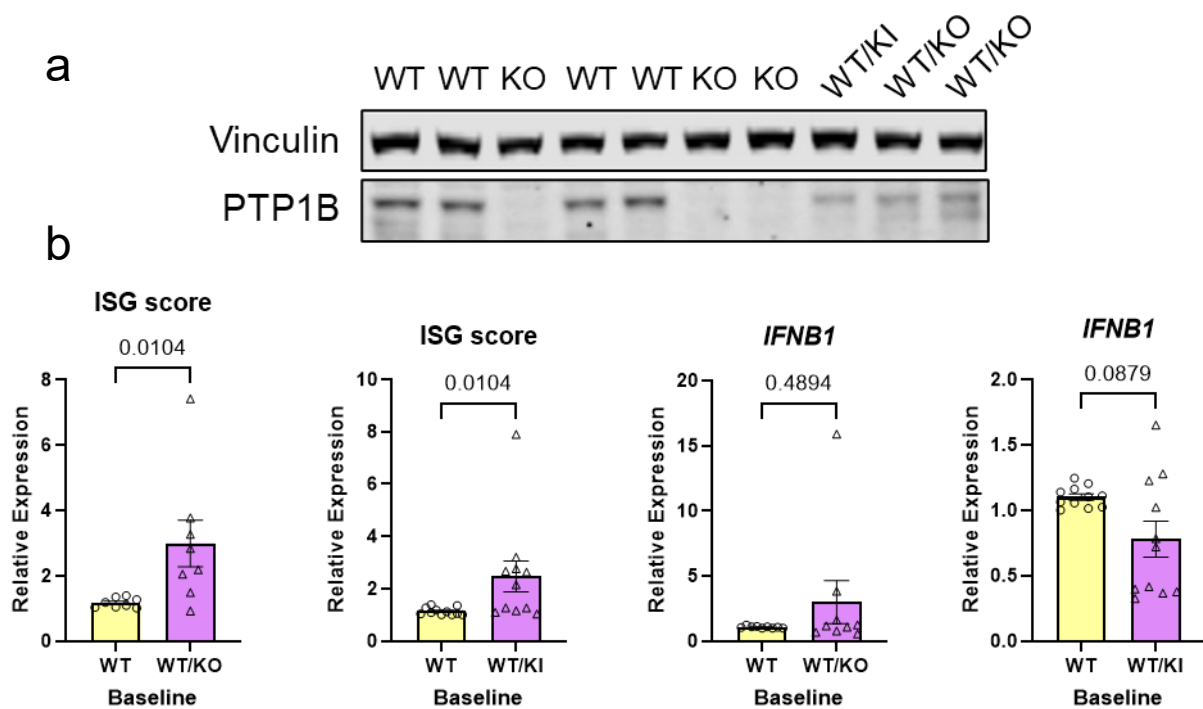 a
WT WT KO WT WT KO KO WT/KI WT/KO WT/KO
Vinculin
PTP1B
b
ISG score
0.0104
Relative Expression
8
6
4
2
0
WT WT/KO
Baseline
ISG score
0.0104
Relative Expression
10
8
6
4
2
0
WT WT/KI
Baseline
IFNB1
0.4894
Relative Expression
20
15
10
5
0
WT WT/KO
Baseline
IFNB1
0.0879
Relative Expression
2.0
1.5
1.0
0.5
0.0
WT WT/KI
Baseline